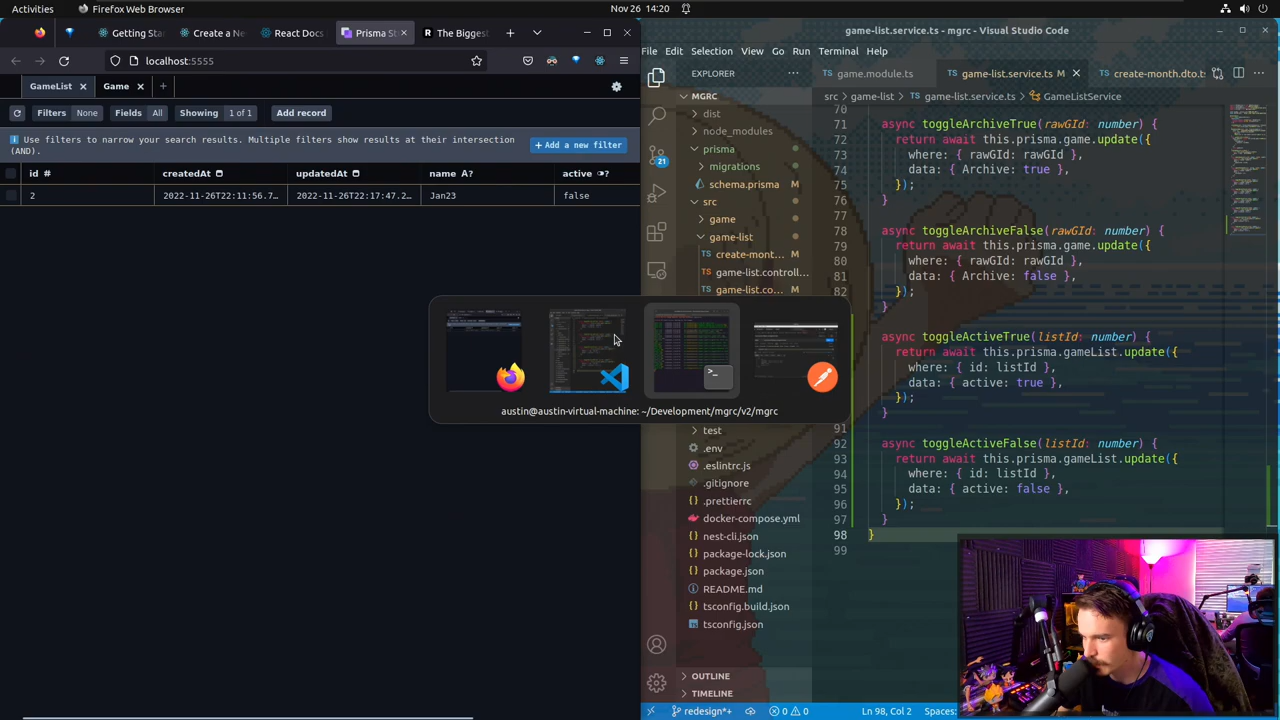 Activities
Firefox Web Browser
Nov 26 14:20
Getting Star
Create a Ne
React Docs
Prisma S
The Biggest
localhost:5555
GameList
Game
Filters
None
Fields
All
Showing
1 of 1
Add record
Use filters to narrow your search results. Multiple filters show results at their intersection
(AND).
Add a new filter
id #
createdAt
updatedAt
name A?
active
?
2
2022-11-26T22:11:56.7...
2022-11-26T22:17:47.2...
Jan23
false
austin@austin-virtual-machine: ~/Development/mgrc/v2/mgrc
game-list.service.ts - mgrc - Visual Studio Code
File
Edit
Selection
View
Go
Run
Terminal
Help
EXPLORER
MGRC
dist
node_modules
prisma
migrations
schema.prisma
M
src
game
game-list
TS
create-mont...
M
TS
game-list.controll...
TS
game-list.co...
M
test
.env
.eslintrc.js
.gitignore
.prettierrc
docker-compose.yml
nest-cli.json
package-lock.json
package.json
README.md
tsconfig.build.json
tsconfig.json
OUTLINE
TIMELINE
21
TS
game.module.ts
TS
game-list.service.ts M
TS
create-month.dto.ts
src > game-list > TS game-list.service.ts > GameListService
70
71 async toggleArchiveTrue(rawGId: number) {
72 return await this.prisma.game.update({
73 where: { rawGId: rawGId },
74 data: { Archive: true },
75 });
76 }
77
78 async toggleArchiveFalse(rawGId: number) {
79 return await this.prisma.game.update({
80 where: { rawGId: rawGId },
81 data: { Archive: false },
82 });
}
async toggleActiveTrue(listId: number) {
return await this.prisma.gameList.update({
where: { id: listId },
data: { active: true },
});
}
91
92 async toggleActiveFalse(listId: number) {
93 return await this.prisma.gameList.update({
94 where: { id: listId },
95 data: { active: false },
96 });
97 }
98 }
99
redesign*+
0
0
Ln 98, Col 2
Spaces: